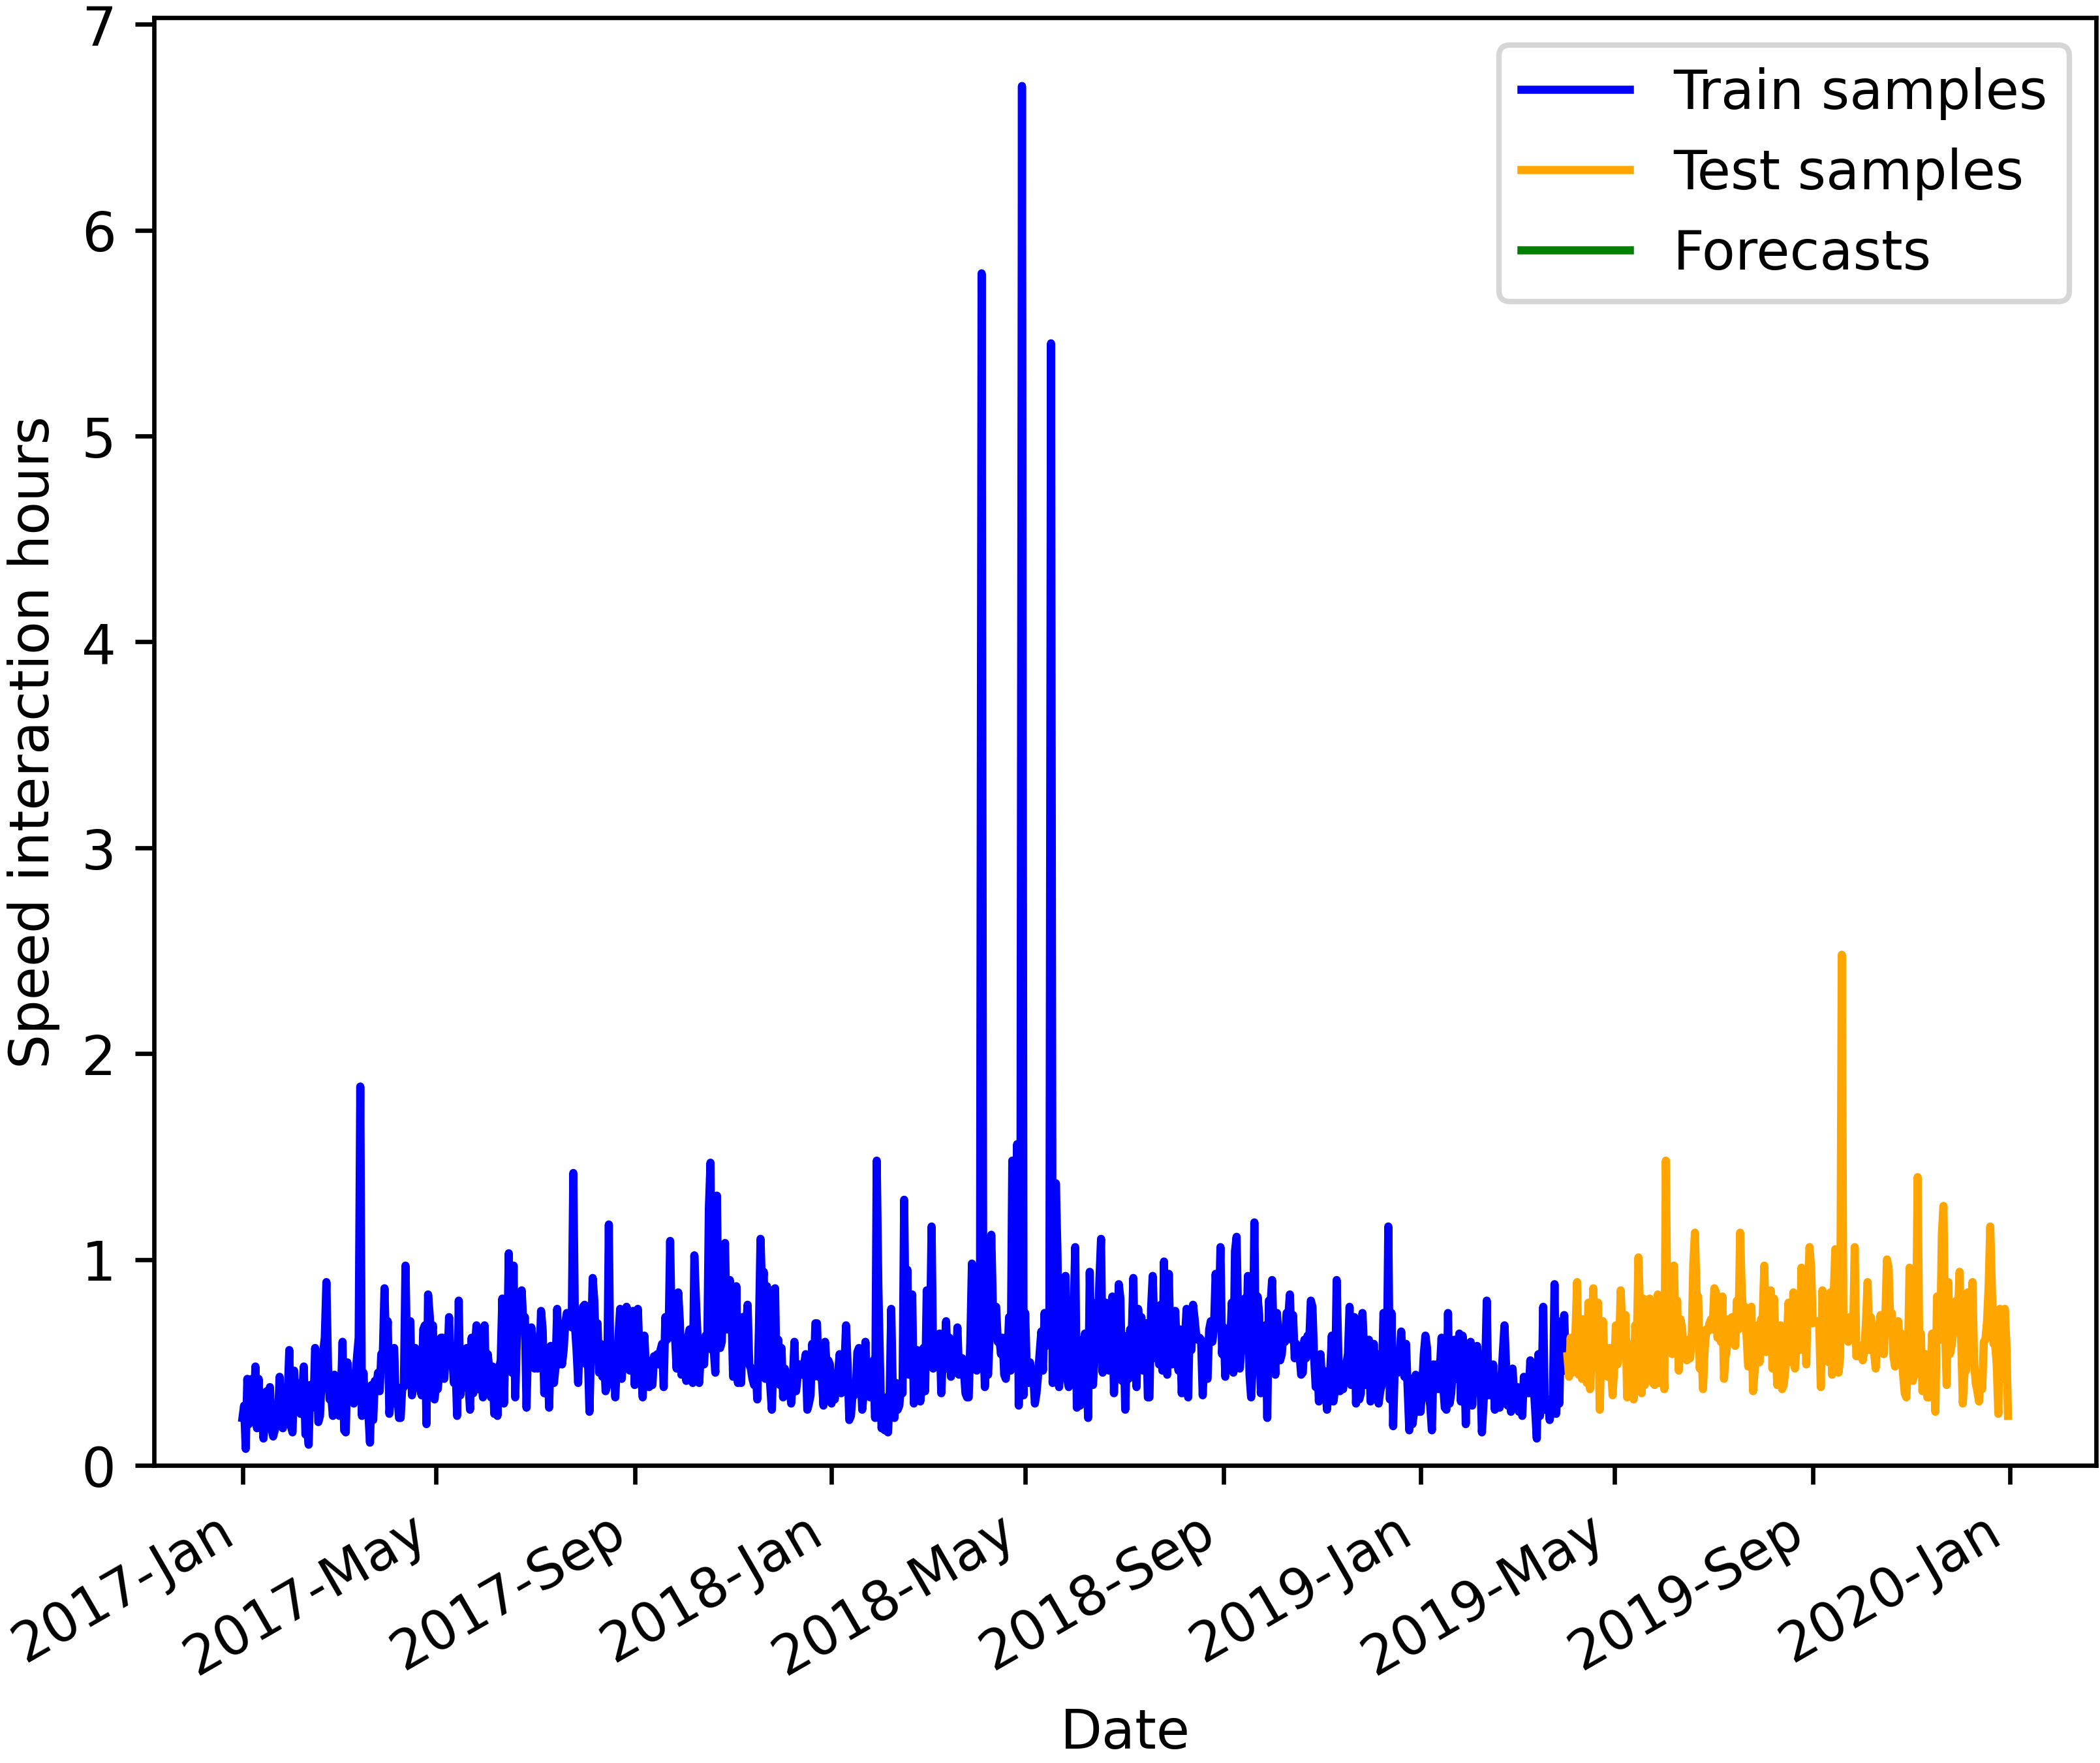 Speed interaction hours
7
6
5
4
3
2
1
0
Train samples
Test samples
Forecasts
2017-Jan
2017-May
2017-Sep
2018-Jan
2018-May
2018-Sep
2019-Jan
2019-May
2019-Sep
2020-Jan
Date